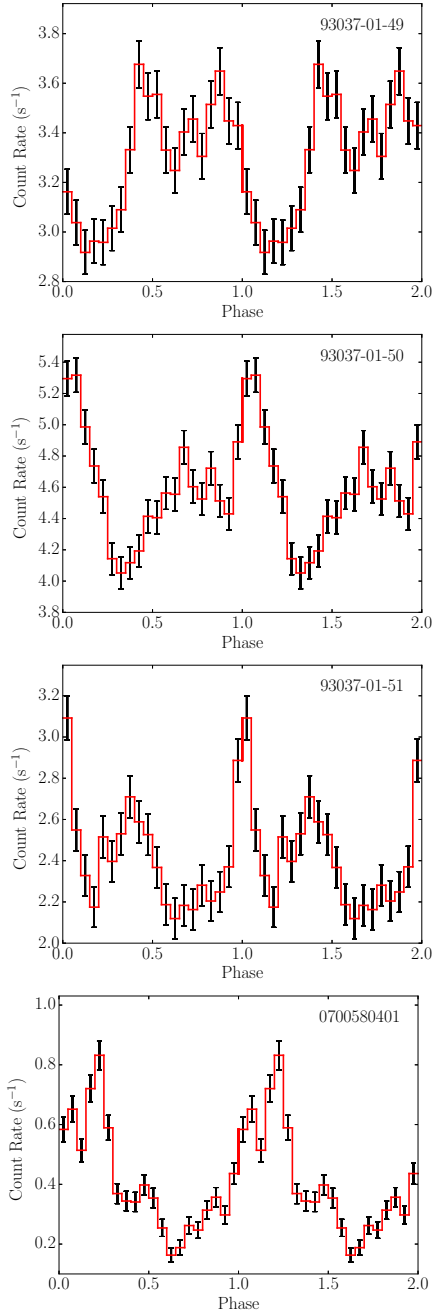 93037-01-49
3.8
3.6
3.4
3.2
3.0
2.8
Count Rate (s⁻¹)
0.0 0.5 1.0 1.5 2.0
Phase
93037-01-50
5.4
5.2
5.0
4.8
4.6
4.4
4.2
4.0
3.8
Count Rate (s⁻¹)
0.0 0.5 1.0 1.5 2.0
Phase
93037-01-51
3.2
3.0
2.8
2.6
2.4
2.2
2.0
Count Rate (s⁻¹)
0.0 0.5 1.0 1.5 2.0
Phase
0700580401
1.0
0.8
0.6
0.4
0.2
Count Rate (s⁻¹)
0.0 0.5 1.0 1.5 2.0
Phase